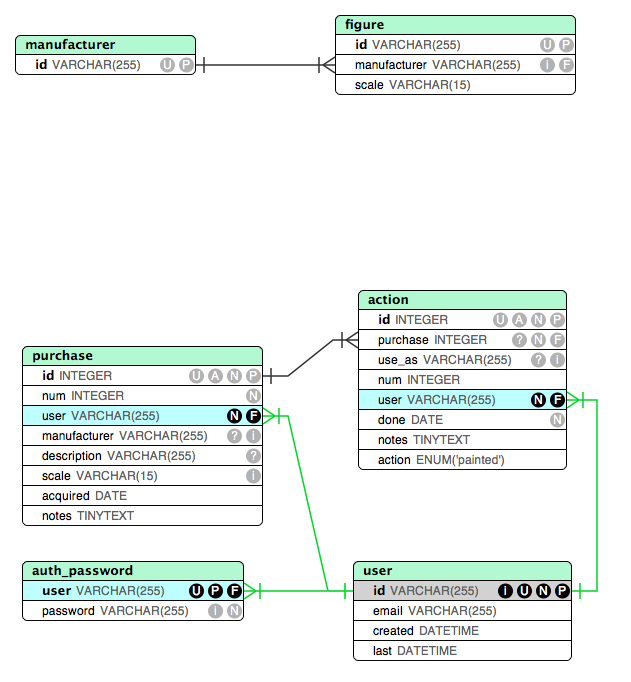 manufacturer
id VARCHAR(255) U P
figure
id VARCHAR(255) U P
manufacturer VARCHAR(255) I F
scale VARCHAR(15)
action
id INTEGER U A N P
purchase INTEGER ? N F
use_as VARCHAR(255) ? I
num INTEGER
user VARCHAR(255) N F
done DATE N
notes TINYTEXT
action ENUM('painted')
purchase
id INTEGER U A N P
num INTEGER N
user VARCHAR(255) N F
manufacturer VARCHAR(255) ? I
description VARCHAR(255) ?
scale VARCHAR(15) I
acquired DATE
notes TINYTEXT
auth_password
user VARCHAR(255) U P F
password VARCHAR(255) I N
user
id VARCHAR(255) I U N P
email VARCHAR(255)
created DATETIME
last DATETIME